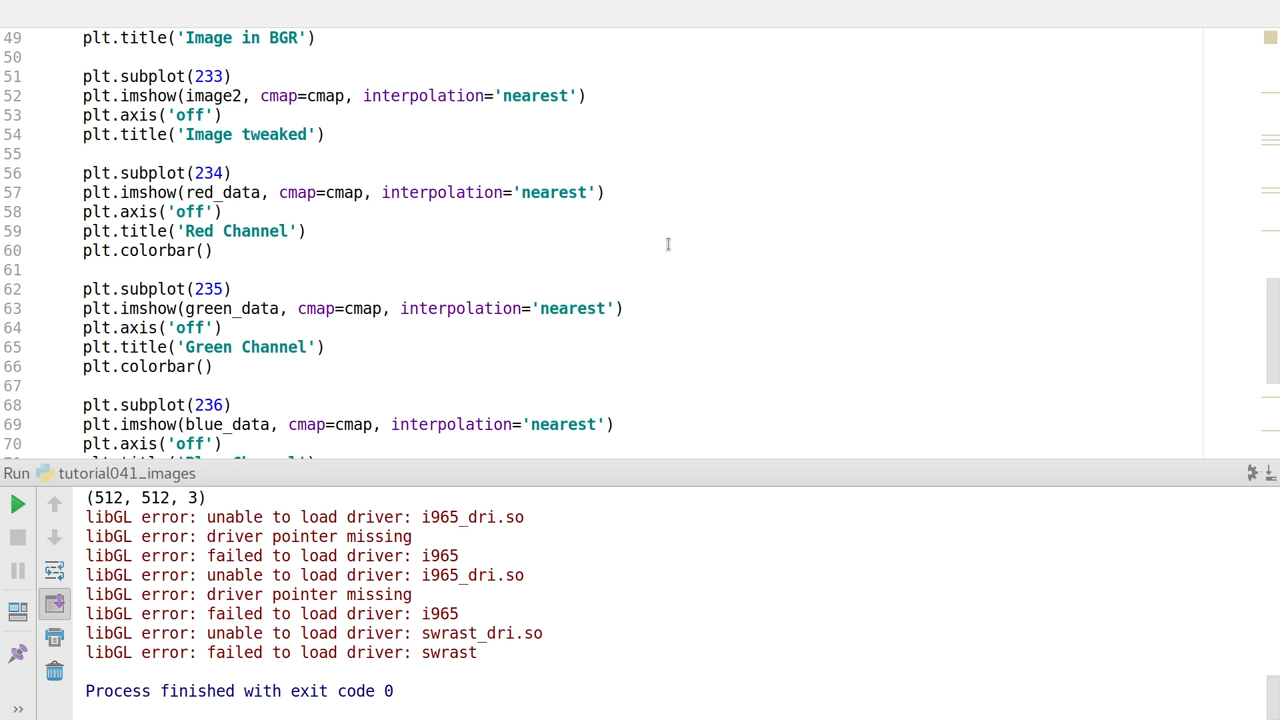 49 plt.title('Image in BGR')
50
51 plt.subplot(233)
52 plt.imshow(image2, cmap=cmap, interpolation='nearest')
53 plt.axis('off')
54 plt.title('Image tweaked')
55
56 plt.subplot(234)
57 plt.imshow(red_data, cmap=cmap, interpolation='nearest')
58 plt.axis('off')
59 plt.title('Red Channel')
60 plt.colorbar()
61
62 plt.subplot(235)
63 plt.imshow(green_data, cmap=cmap, interpolation='nearest')
64 plt.axis('off')
65 plt.title('Green Channel')
66 plt.colorbar()
67
68 plt.subplot(236)
69 plt.imshow(blue_data, cmap=cmap, interpolation='nearest')
70 plt.axis('off')
Run tutorial041_images
(512, 512, 3)
libGL error: unable to load driver: i965_dri.so
libGL error: driver pointer missing
libGL error: failed to load driver: i965
libGL error: unable to load driver: i965_dri.so
libGL error: driver pointer missing
libGL error: failed to load driver: i965
libGL error: unable to load driver: swrast_dri.so
libGL error: failed to load driver: swrast
Process finished with exit code 0